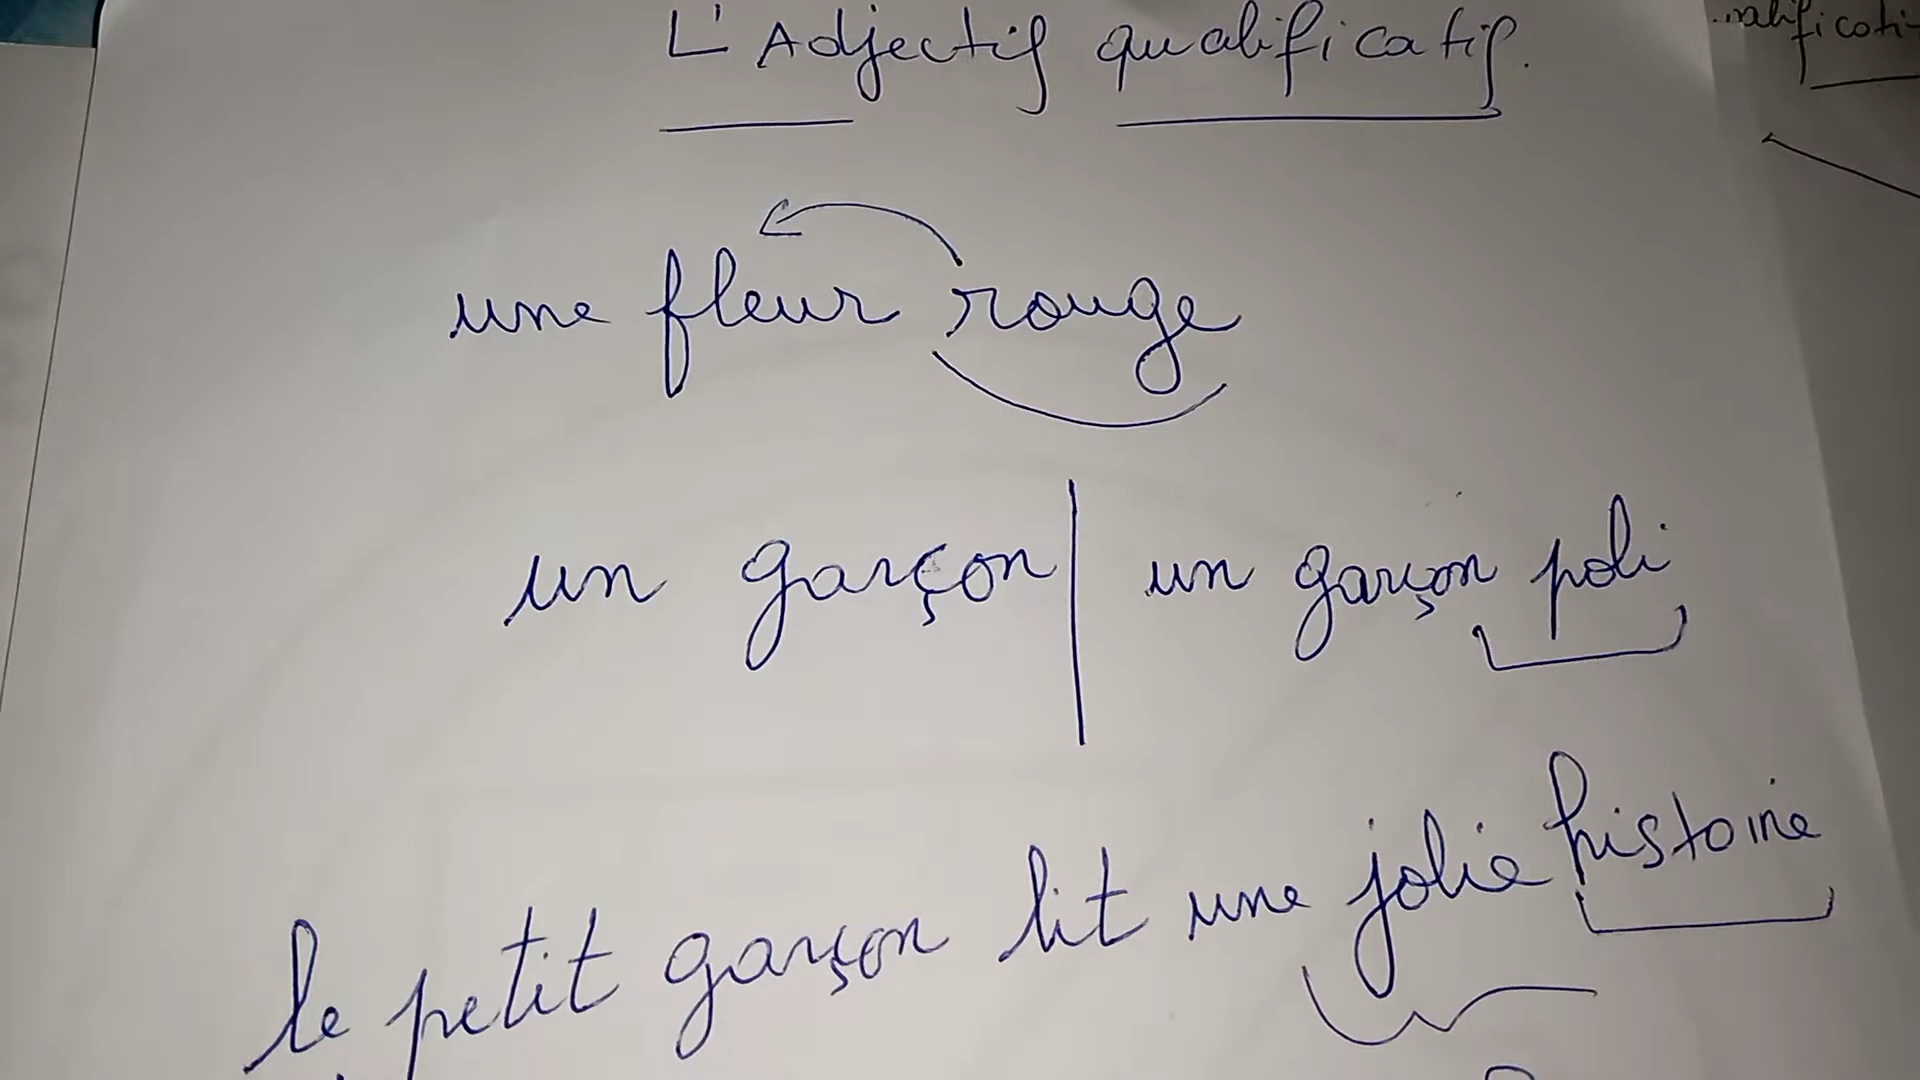 L'Adjectif qualificatif.
une fleur rouge
un garçon | un garçon poli
le petit garçon lit une jolie histoire